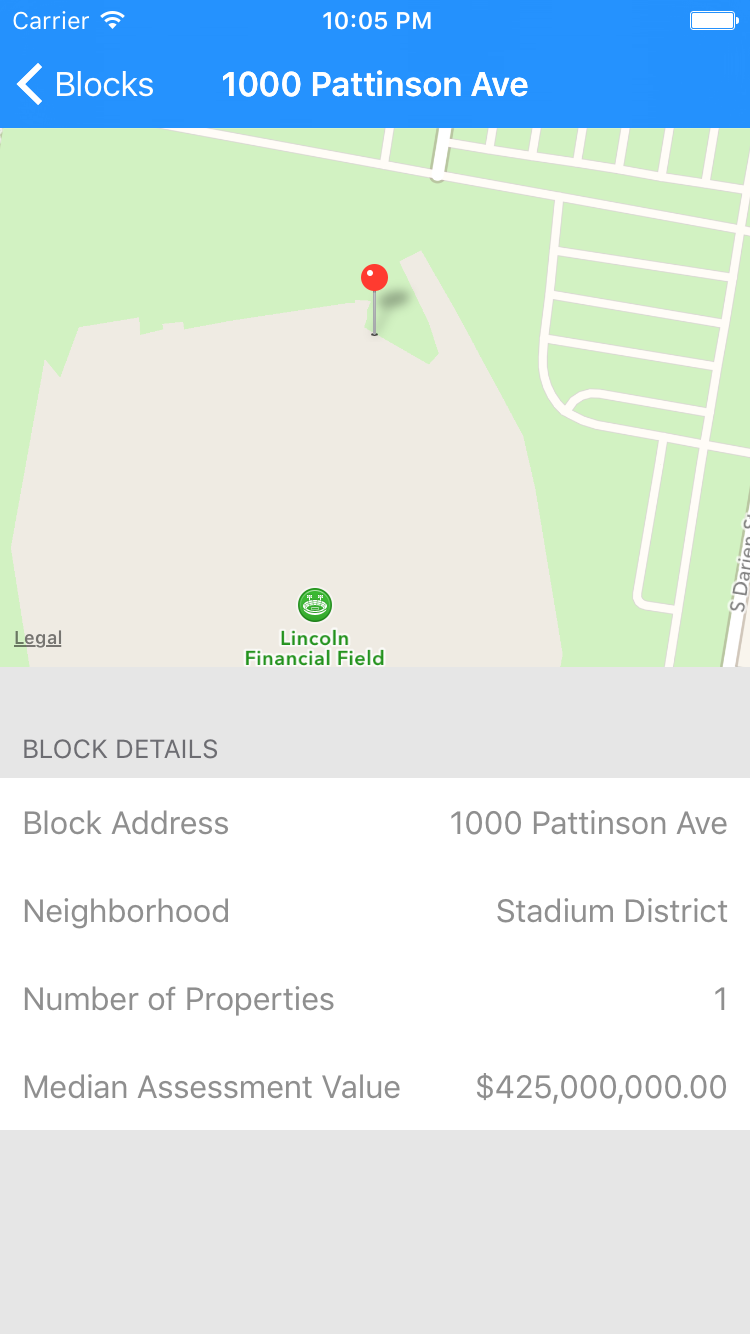 Carrier 10:05 PM
Blocks 1000 Pattinson Ave
S Darien St
Legal
Lincoln
Financial Field
BLOCK DETAILS
Block Address 1000 Pattinson Ave
Neighborhood Stadium District
Number of Properties 1
Median Assessment Value $425,000,000.00